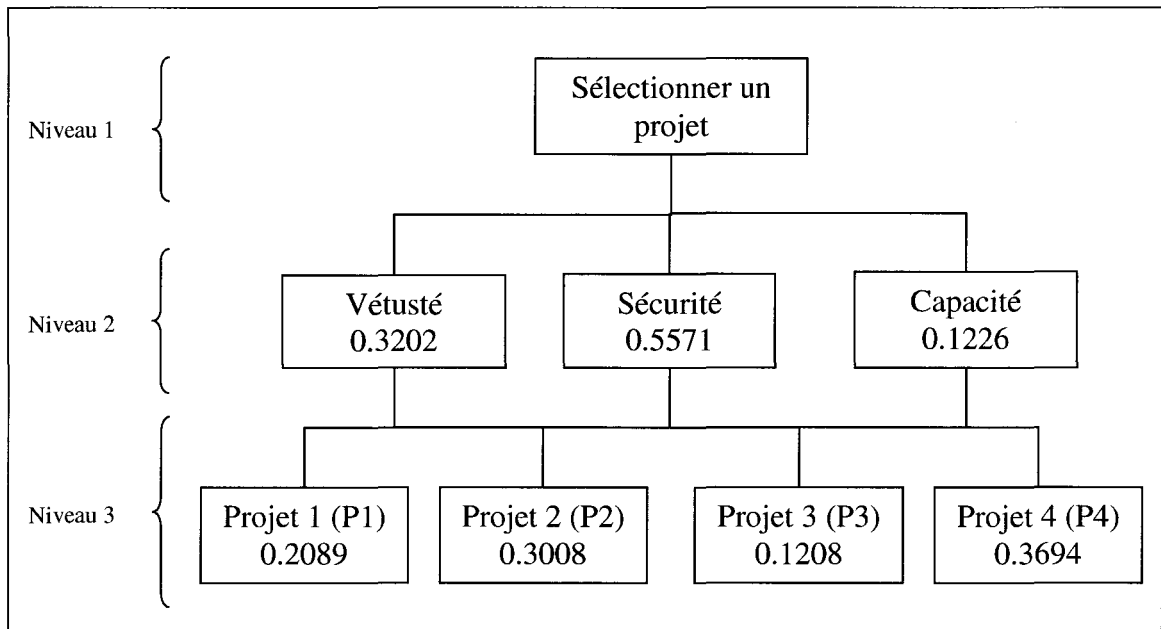 Niveau 1
Sélectionner un
projet
Niveau 2
Vétusté
0.3202
Sécurité
0.5571
Capacité
0.1226
Niveau 3
Projet 1 (P1)
0.2089
Projet 2 (P2)
0.3008
Projet 3 (P3)
0.1208
Projet 4 (P4)
0.3694